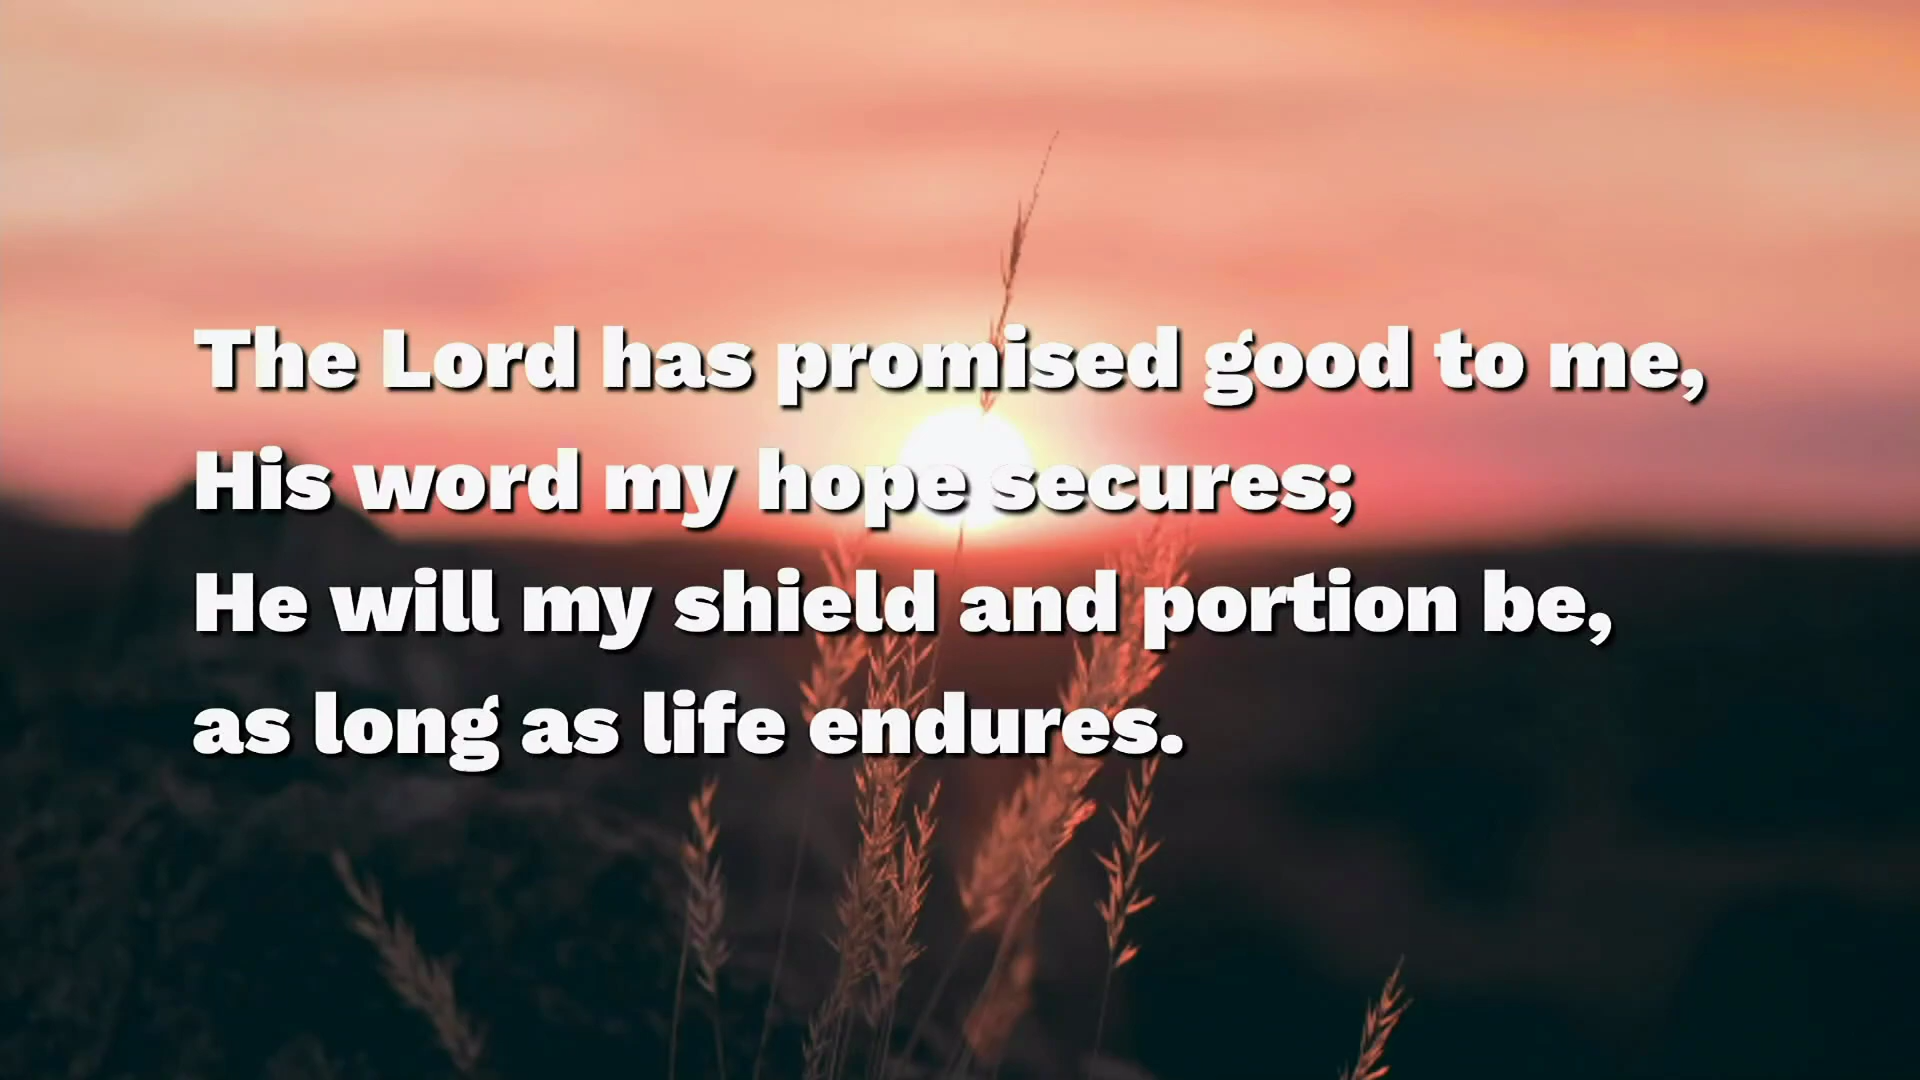 The Lord has promised good to me,
His word my hope secures;
He will my shield and portion be,
as long as life endures.